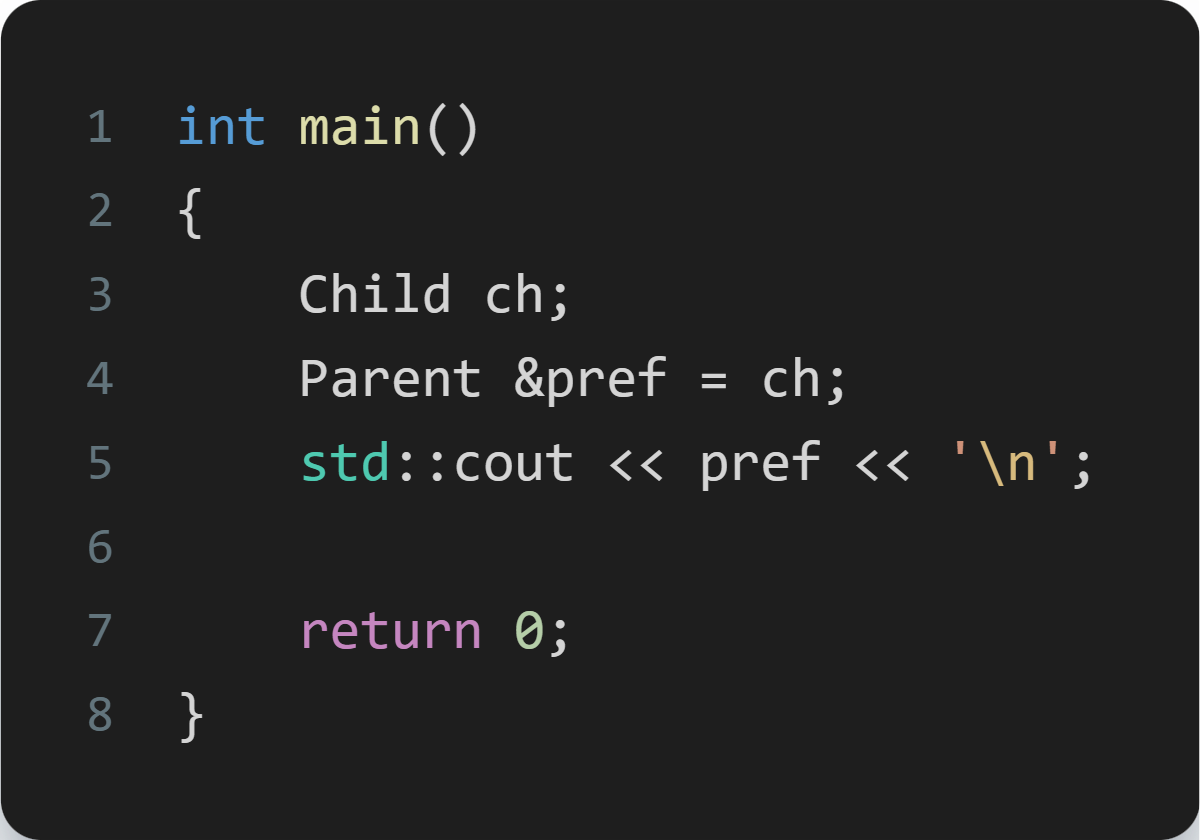 1 int main()
2 {
3     Child ch;
4     Parent &pref = ch;
5     std::cout << pref << '\n';
6
7     return 0;
8 }